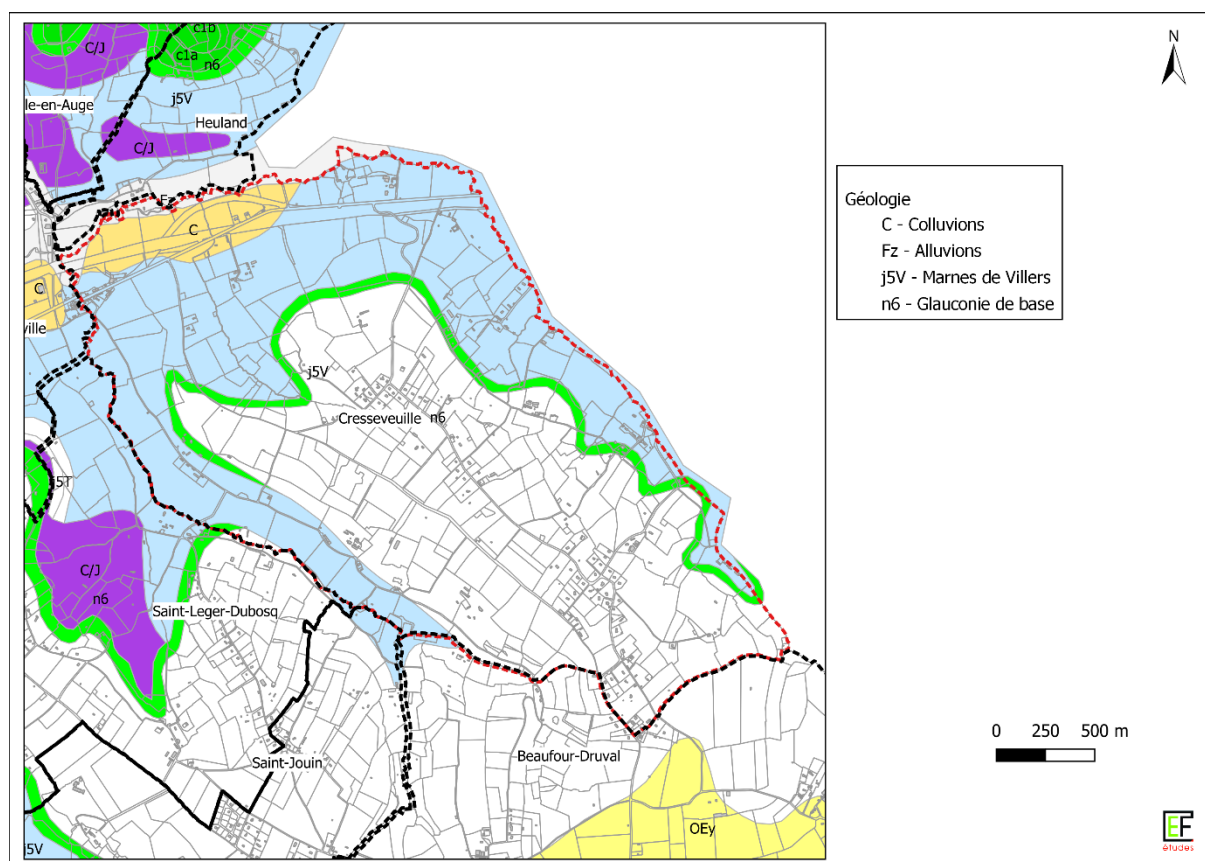 c1b
C/J
c1a
n6
N
j5V
le-en-Auge
Heuland
C/J
Géologie
C - Colluvions
Fz - Alluvions
j5V - Marnes de Villers
n6 - Glauconie de base
C
C
ville
j5V
Cresseveuille n6
j5T
C/J
n6
Saint-Leger-Dubosq
0 250 500 m
Beaufour-Druval
Saint-Jouin
OEy
j5V
EF
études